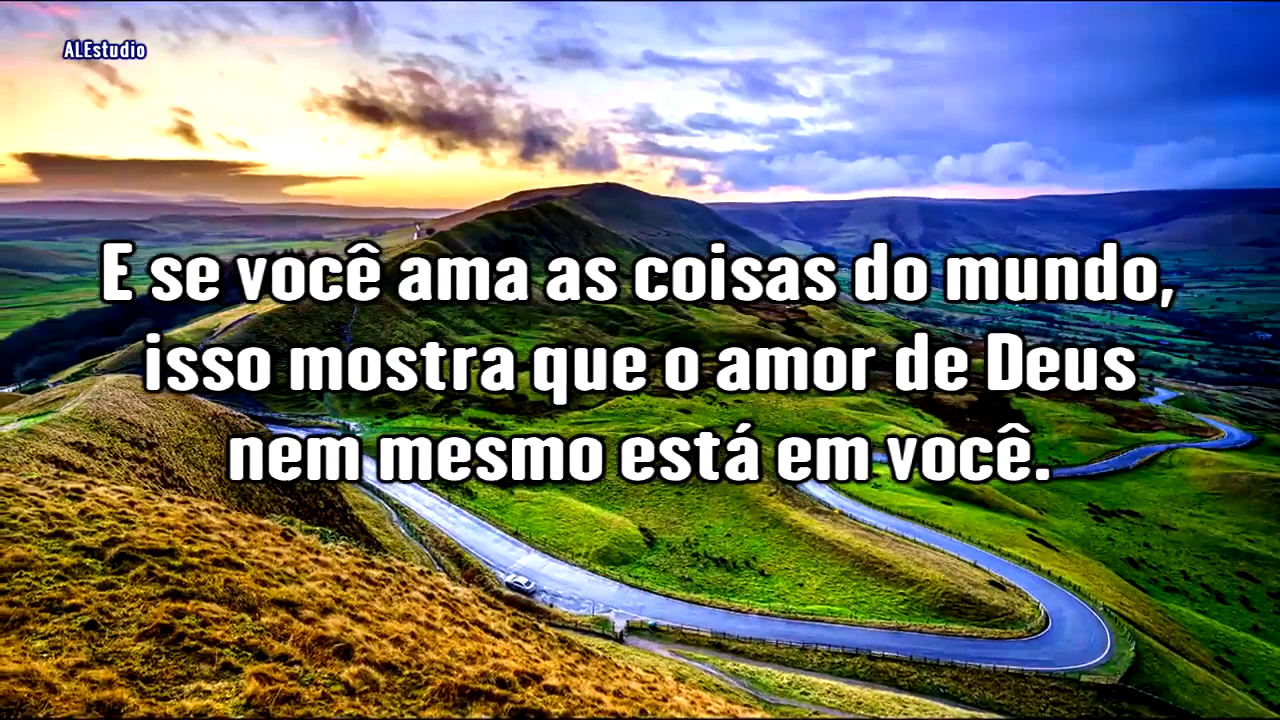 ALEstudio
E se você ama as coisas do mundo,
isso mostra que o amor de Deus
nem mesmo está em você.